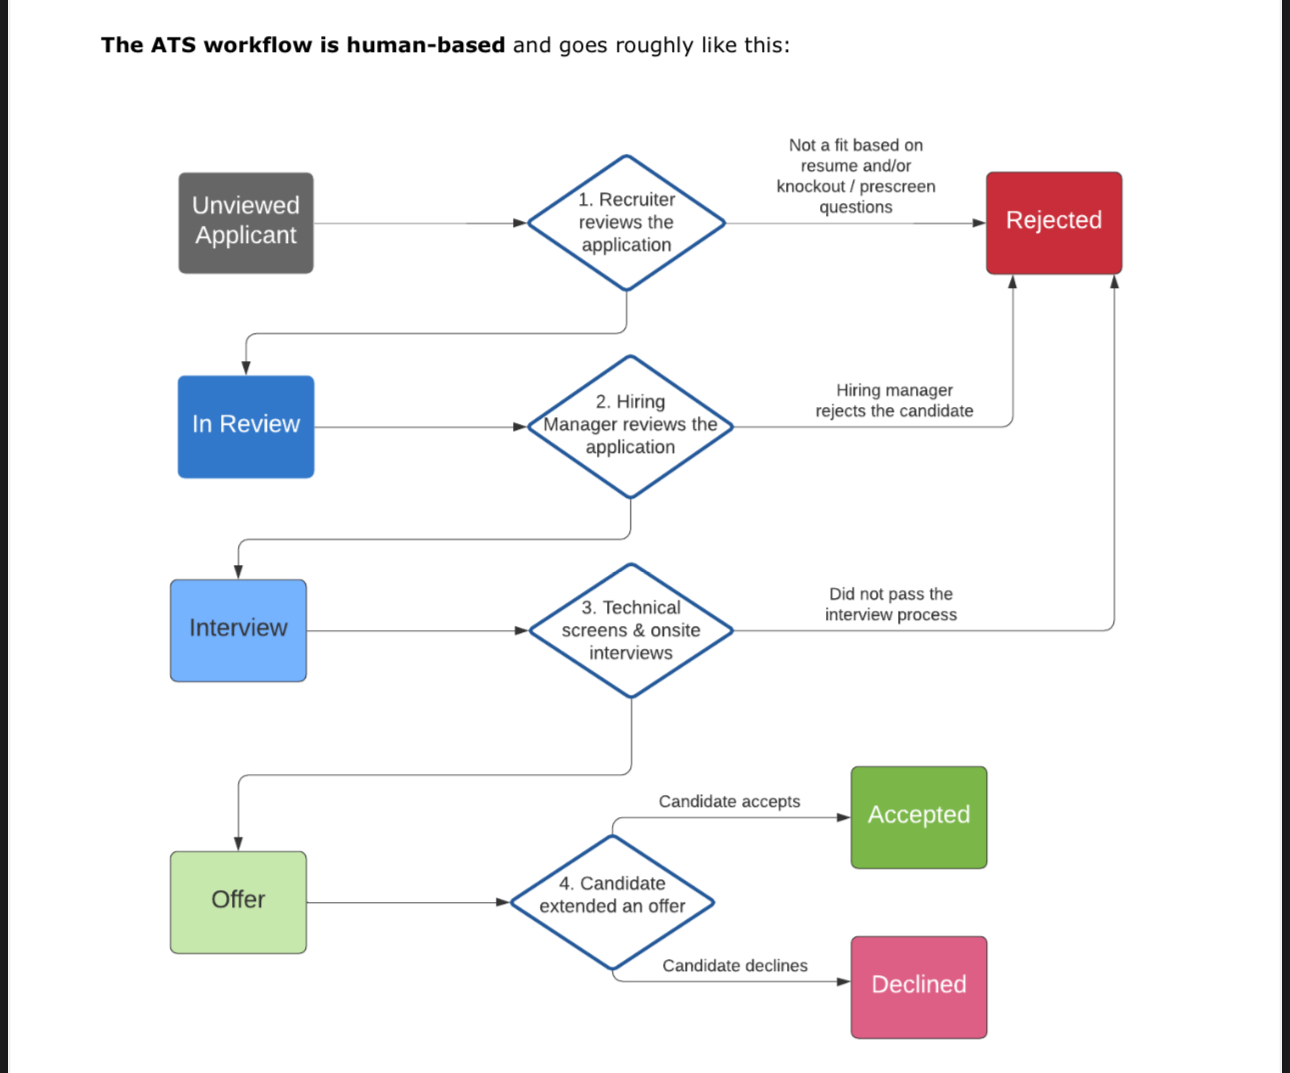 The ATS workflow is human-based and goes roughly like this:
Not a fit based on
resume and/or
knockout / prescreen
questions
Unviewed
Applicant
1. Recruiter
reviews the
application
Rejected
In Review
2. Hiring
Manager reviews the
application
Hiring manager
rejects the candidate
Interview
3. Technical
screens & onsite
interviews
Did not pass the
interview process
Candidate accepts
Accepted
Offer
4. Candidate
extended an offer
Candidate declines
Declined